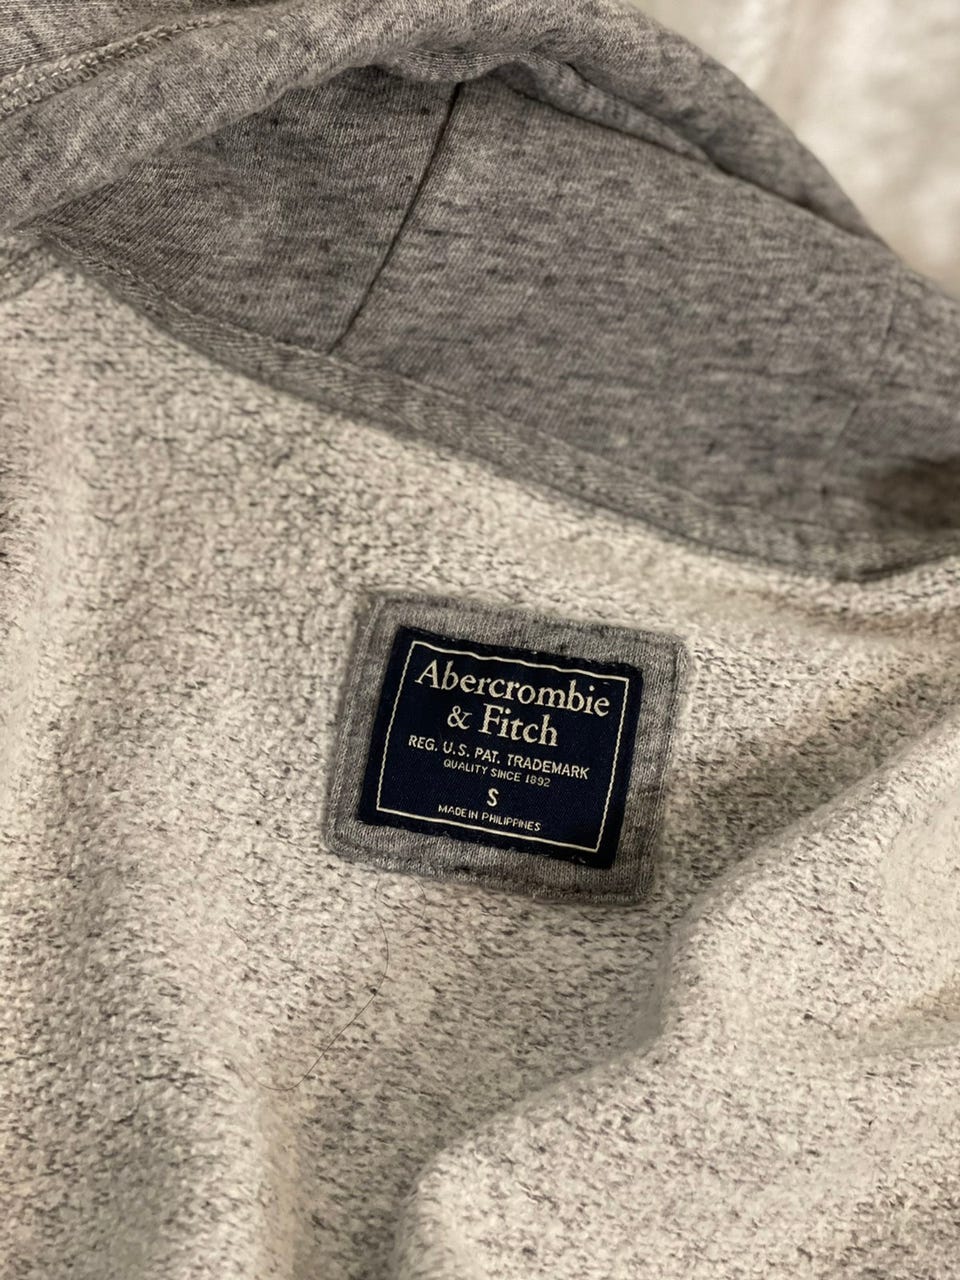 Abercrombie
& Fitch
REG. U.S. PAT. TRADEMARK
QUALITY SINCE 1892
S
MADE IN PHILIPPINES